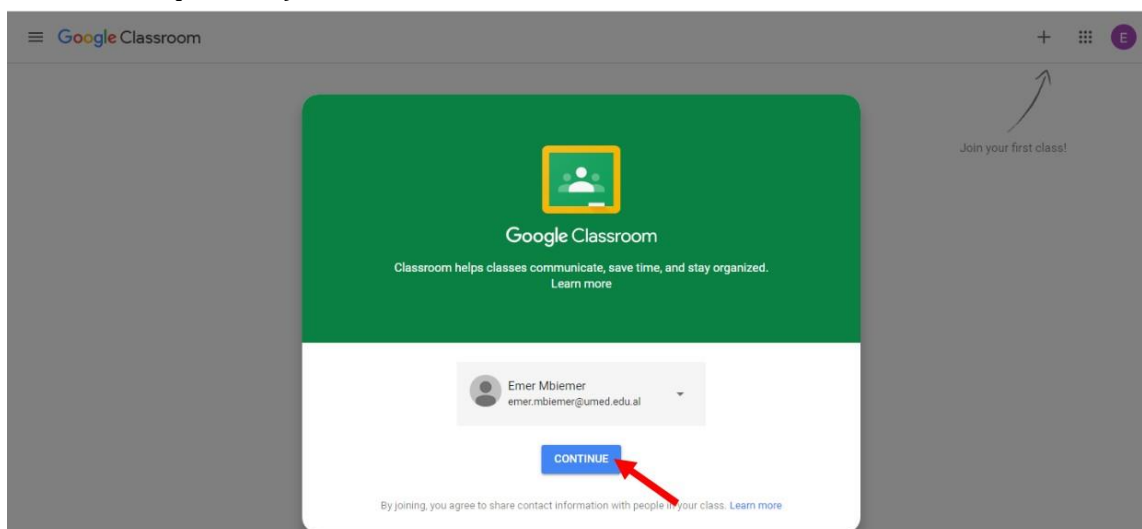 Google Classroom
E
Join your first class!
Google Classroom
Classroom helps classes communicate, save time, and stay organized.
Learn more
Emer Mbiemer
emer.mbiemer@umed.edu.al
CONTINUE
By joining, you agree to share contact information with people in your class. Learn more